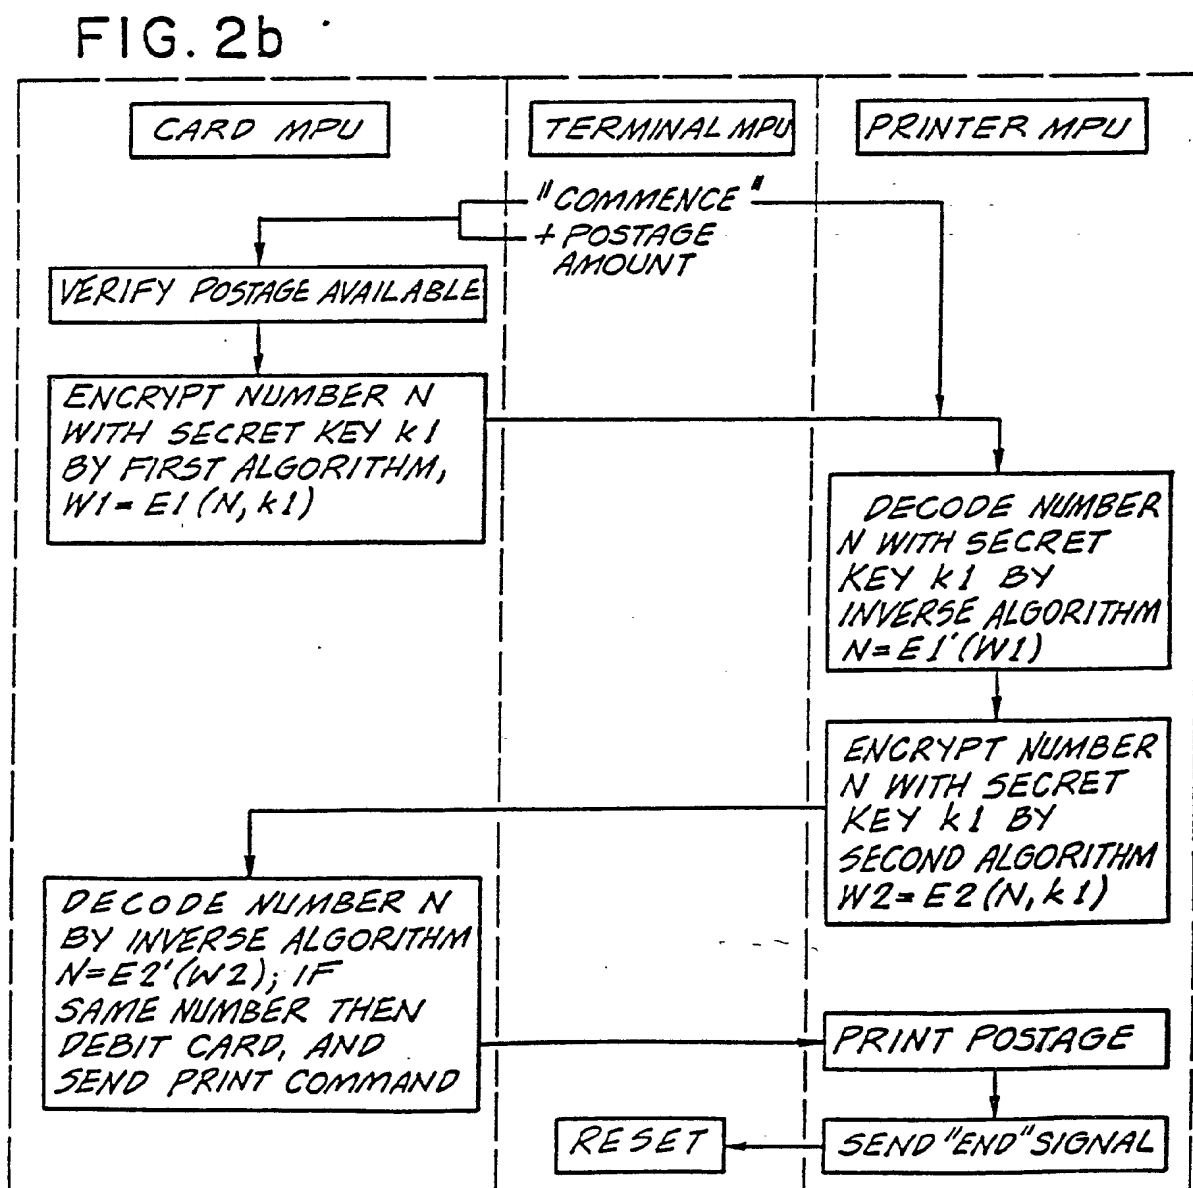 FIG. 2b
CARD MPU
TERMINAL MPU
PRINTER MPU
"COMMENCE"
+ POSTAGE
AMOUNT
VERIFY POSTAGE AVAILABLE
ENCRYPT NUMBER N
WITH SECRET KEY k1
BY FIRST ALGORITHM,
W1=E1(N,k1)
DECODE NUMBER
N WITH SECRET
KEY k1 BY
INVERSE ALGORITHM
N=E1'(W1)
ENCRYPT NUMBER
N WITH SECRET
KEY k1 BY
SECOND ALGORITHM
W2=E2(N,k1)
DECODE NUMBER N
BY INVERSE ALGORITHM
N=E2'(W2); IF
SAME NUMBER THEN
DEBIT CARD, AND
SEND PRINT COMMAND
PRINT POSTAGE
SEND "END" SIGNAL
RESET